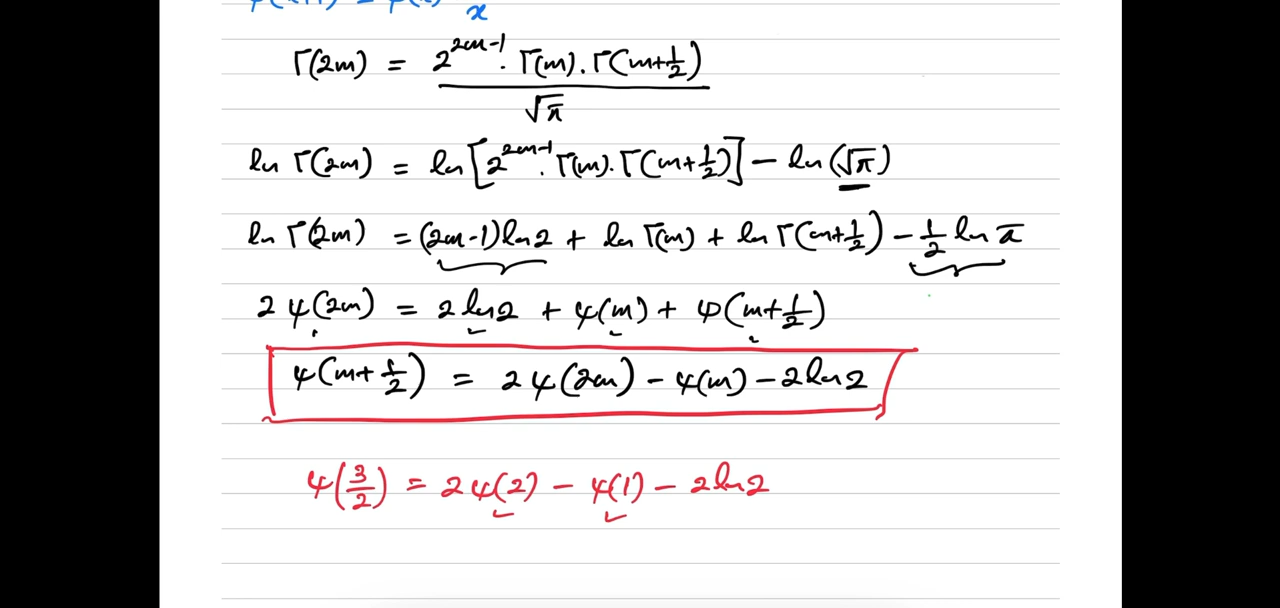 x
Γ(2m) = 2^{2m-1} . Γ(m) . Γ(m+1/2) / √π
ln Γ(2m) = ln [2^{2m-1} . Γ(m) . Γ(m+1/2)] - ln (√π)
ln Γ(2m) = (2m-1) ln 2 + ln Γ(m) + ln Γ(m+1/2) - 1/2 ln π
2 ψ(2m) = 2 ln 2 + ψ(m) + ψ(m+1/2)
ψ(m+1/2) = 2 ψ(2m) - ψ(m) - 2 ln 2
ψ(3/2) = 2 ψ(2) - ψ(1) - 2 ln 2